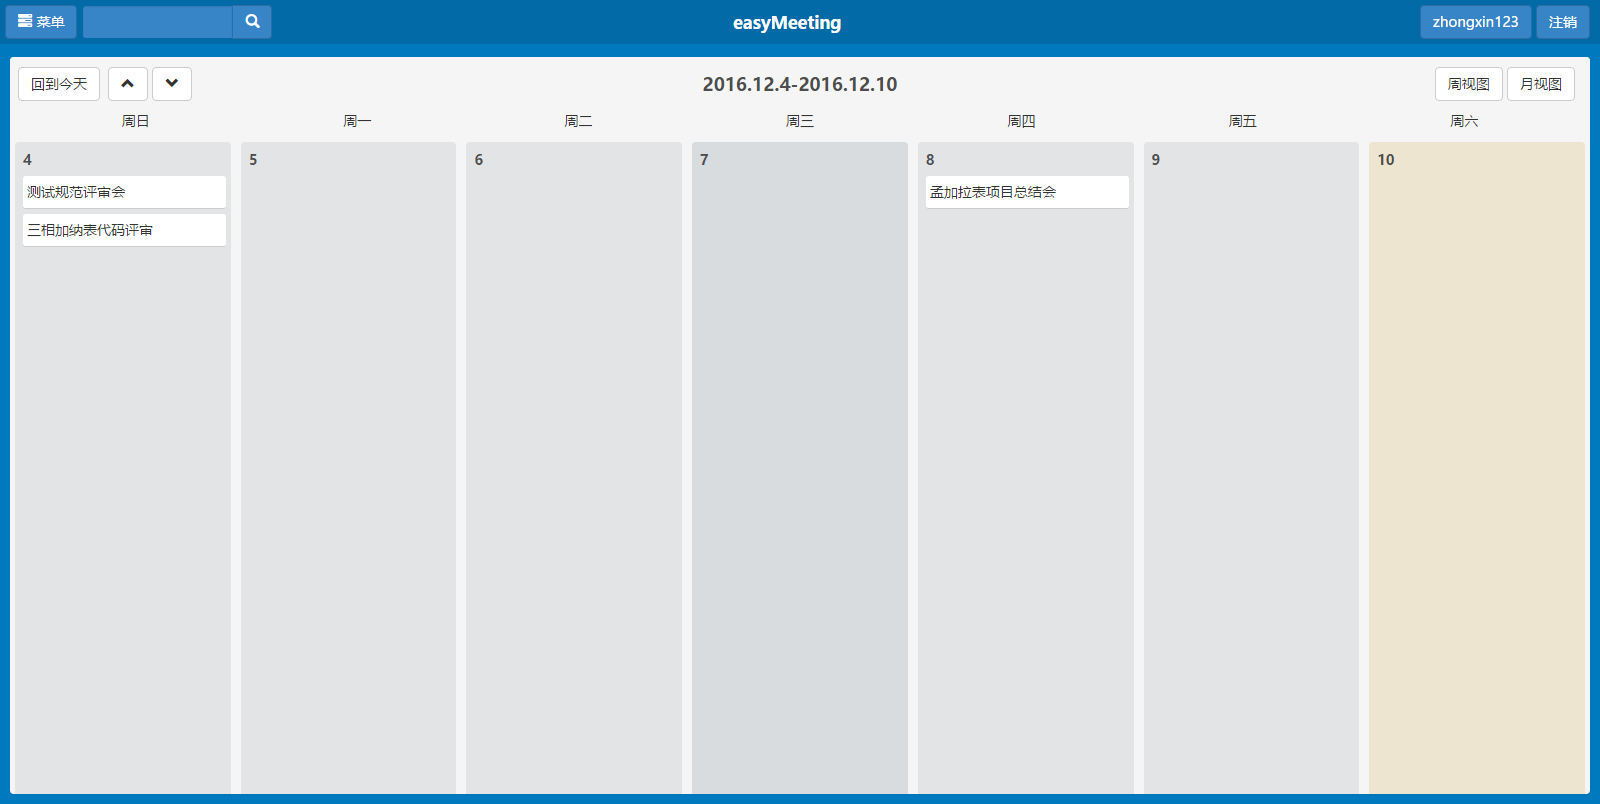 菜单
easyMeeting
zhongxin123
注销
回到今天
2016.12.4-2016.12.10
周视图
月视图
周日
周一
周二
周三
周四
周五
周六
4
5
6
7
8
9
10
测试规范评审会
孟加拉表项目总结会
三相加纳表代码评审